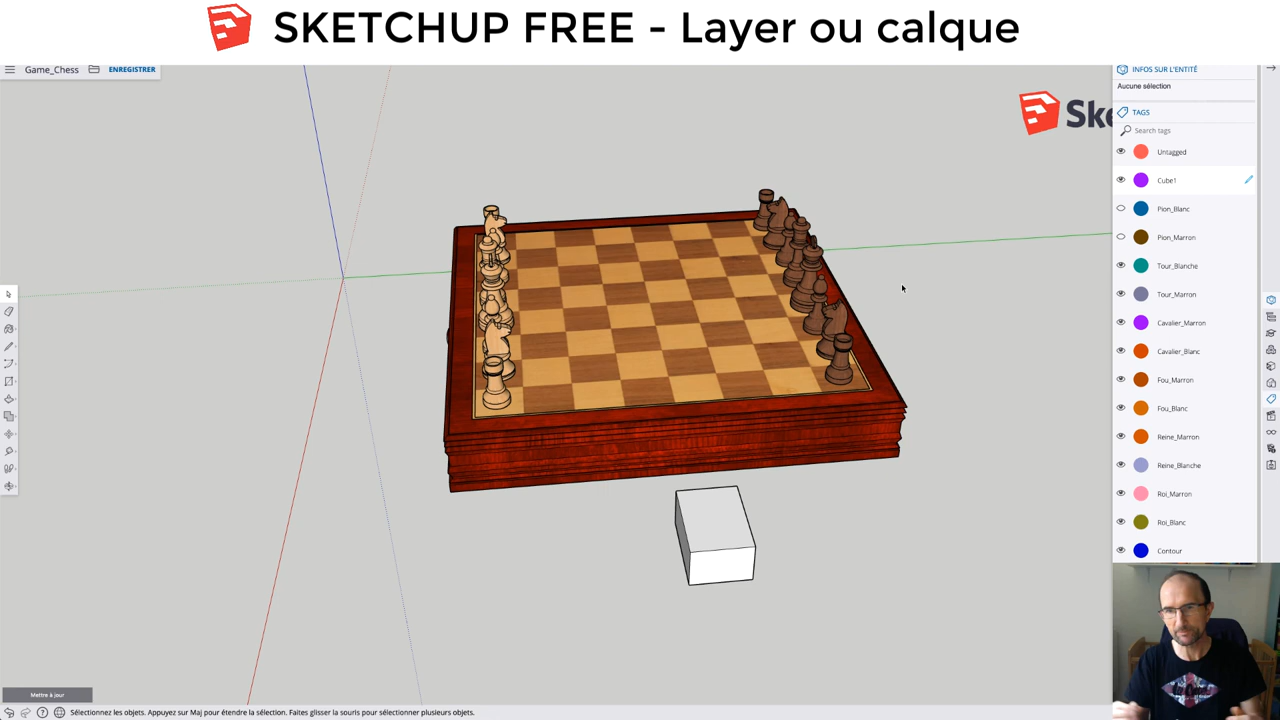 SKETCHUP FREE - Layer ou calque
Game_Chess
ENREGISTRER
INFOS SUR L'ENTITÉ
Aucune sélection
Ske
TAGS
Search tags
Untagged
Cube1
Pion_Blanc
Pion_Marron
Tour_Blanche
Tour_Marron
Cavalier_Marron
Cavalier_Blanc
Fou_Marron
Fou_Blanc
Reine_Marron
Reine_Blanche
Roi_Marron
Roi_Blanc
Contour
Mettre à jour
Sélectionnez les objets. Appuyez sur Maj pour étendre la sélection. Faites glisser la souris pour sélectionner plusieurs objets.